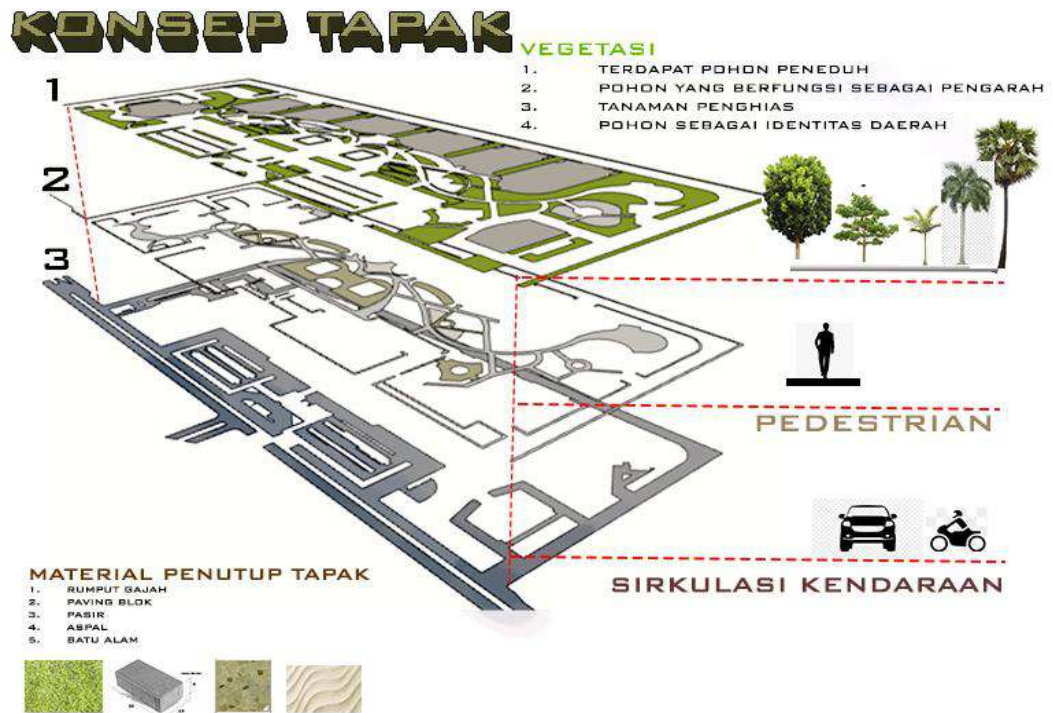 KONSEP TAPAK
VEGETASI
1. TERDAPAT POHON PENEDUH
2. POHON YANG BERFUNGSI SEBAGAI PENGARAH
3. TANAMAN PENGHIAS
4. POHON SEBAGAI IDENTITAS DAERAH
1
2
3
PEDESTRIAN
SIRKULASI KENDARAAN
MATERIAL PENUTUP TAPAK
1. RUMPUT GAJAH
2. PAVING BLOK
3. PASIR
4. ASPAL
5. BATU ALAM